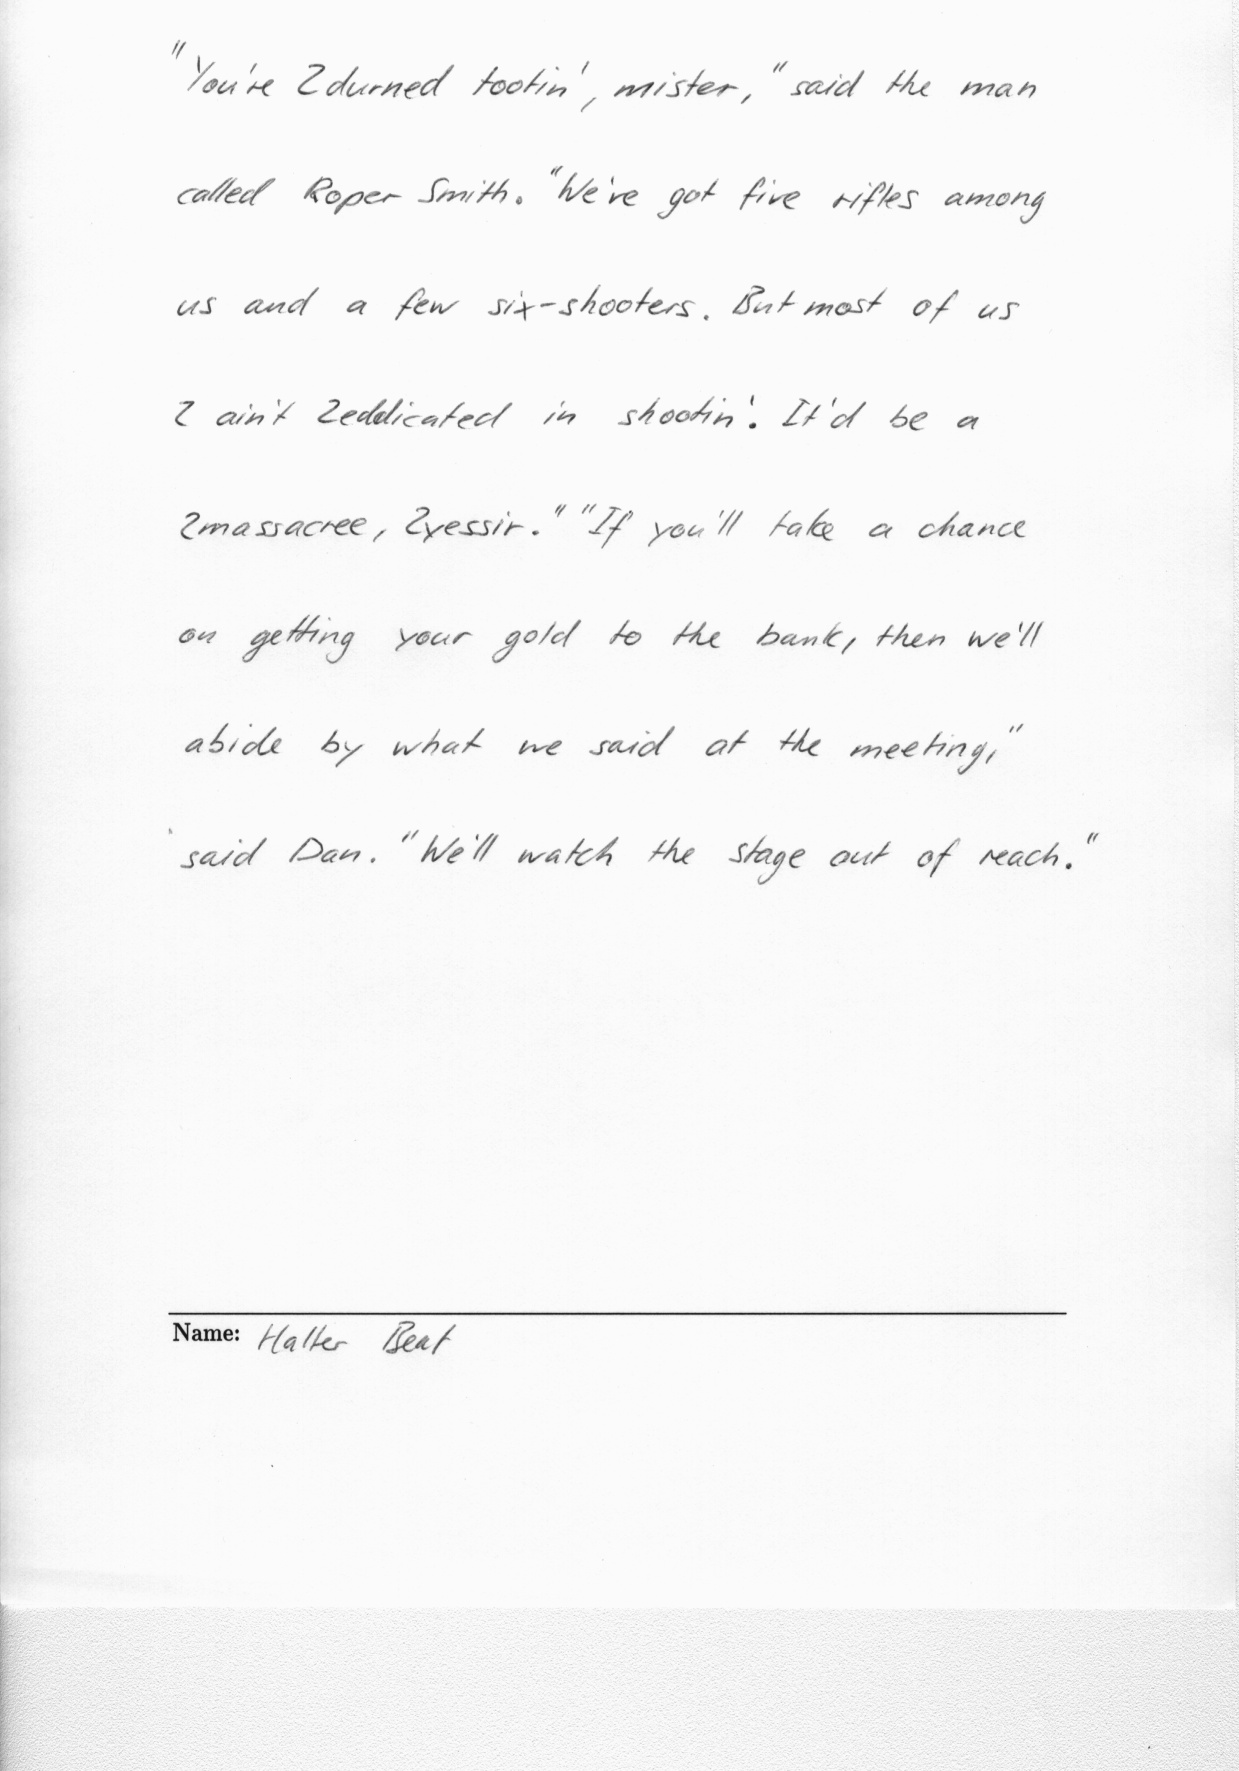 "You're 2durned tootin', mister," said the man
called Roper Smith. "We've got five rifles among
us and a few six-shooters. But most of us
2 ain't 2eddicated in shootin'. It'd be a
2massacree, 2yessir." "If you'll take a chance
on getting your gold to the bank, then we'll
abide by what we said at the meeting,"
said Dan. "We'll watch the stage out of reach."
Name: Halter Beat